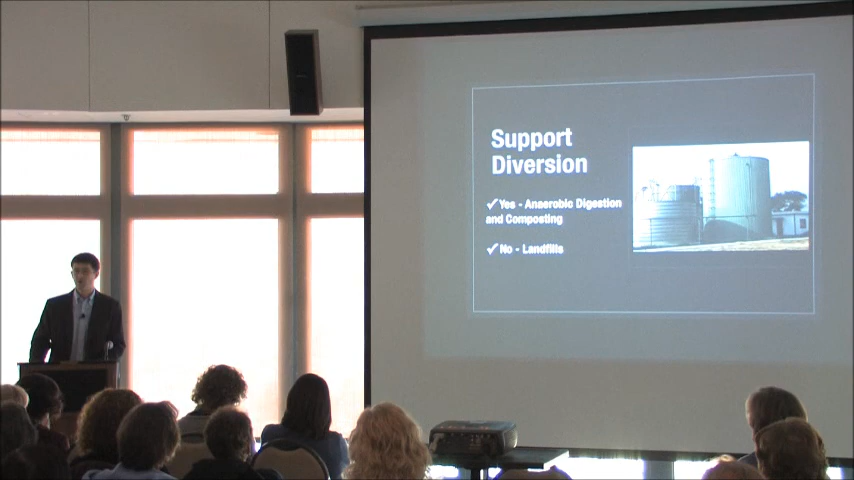 Support
Diversion
✓Yes - Anaerobic Digestion
and Composting
✓No - Landfills